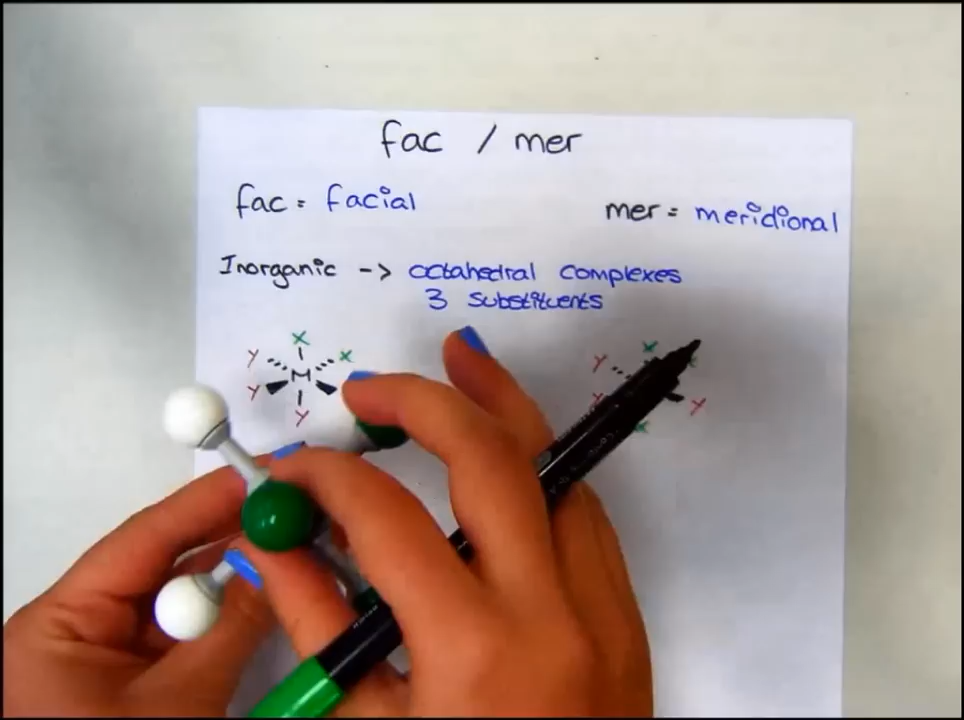 fac / mer
fac = facial
mer = meridional
Inorganic -> octahedral complexes
3 substituents
X
Y X
M
Y
Y
X
Y
Y
X